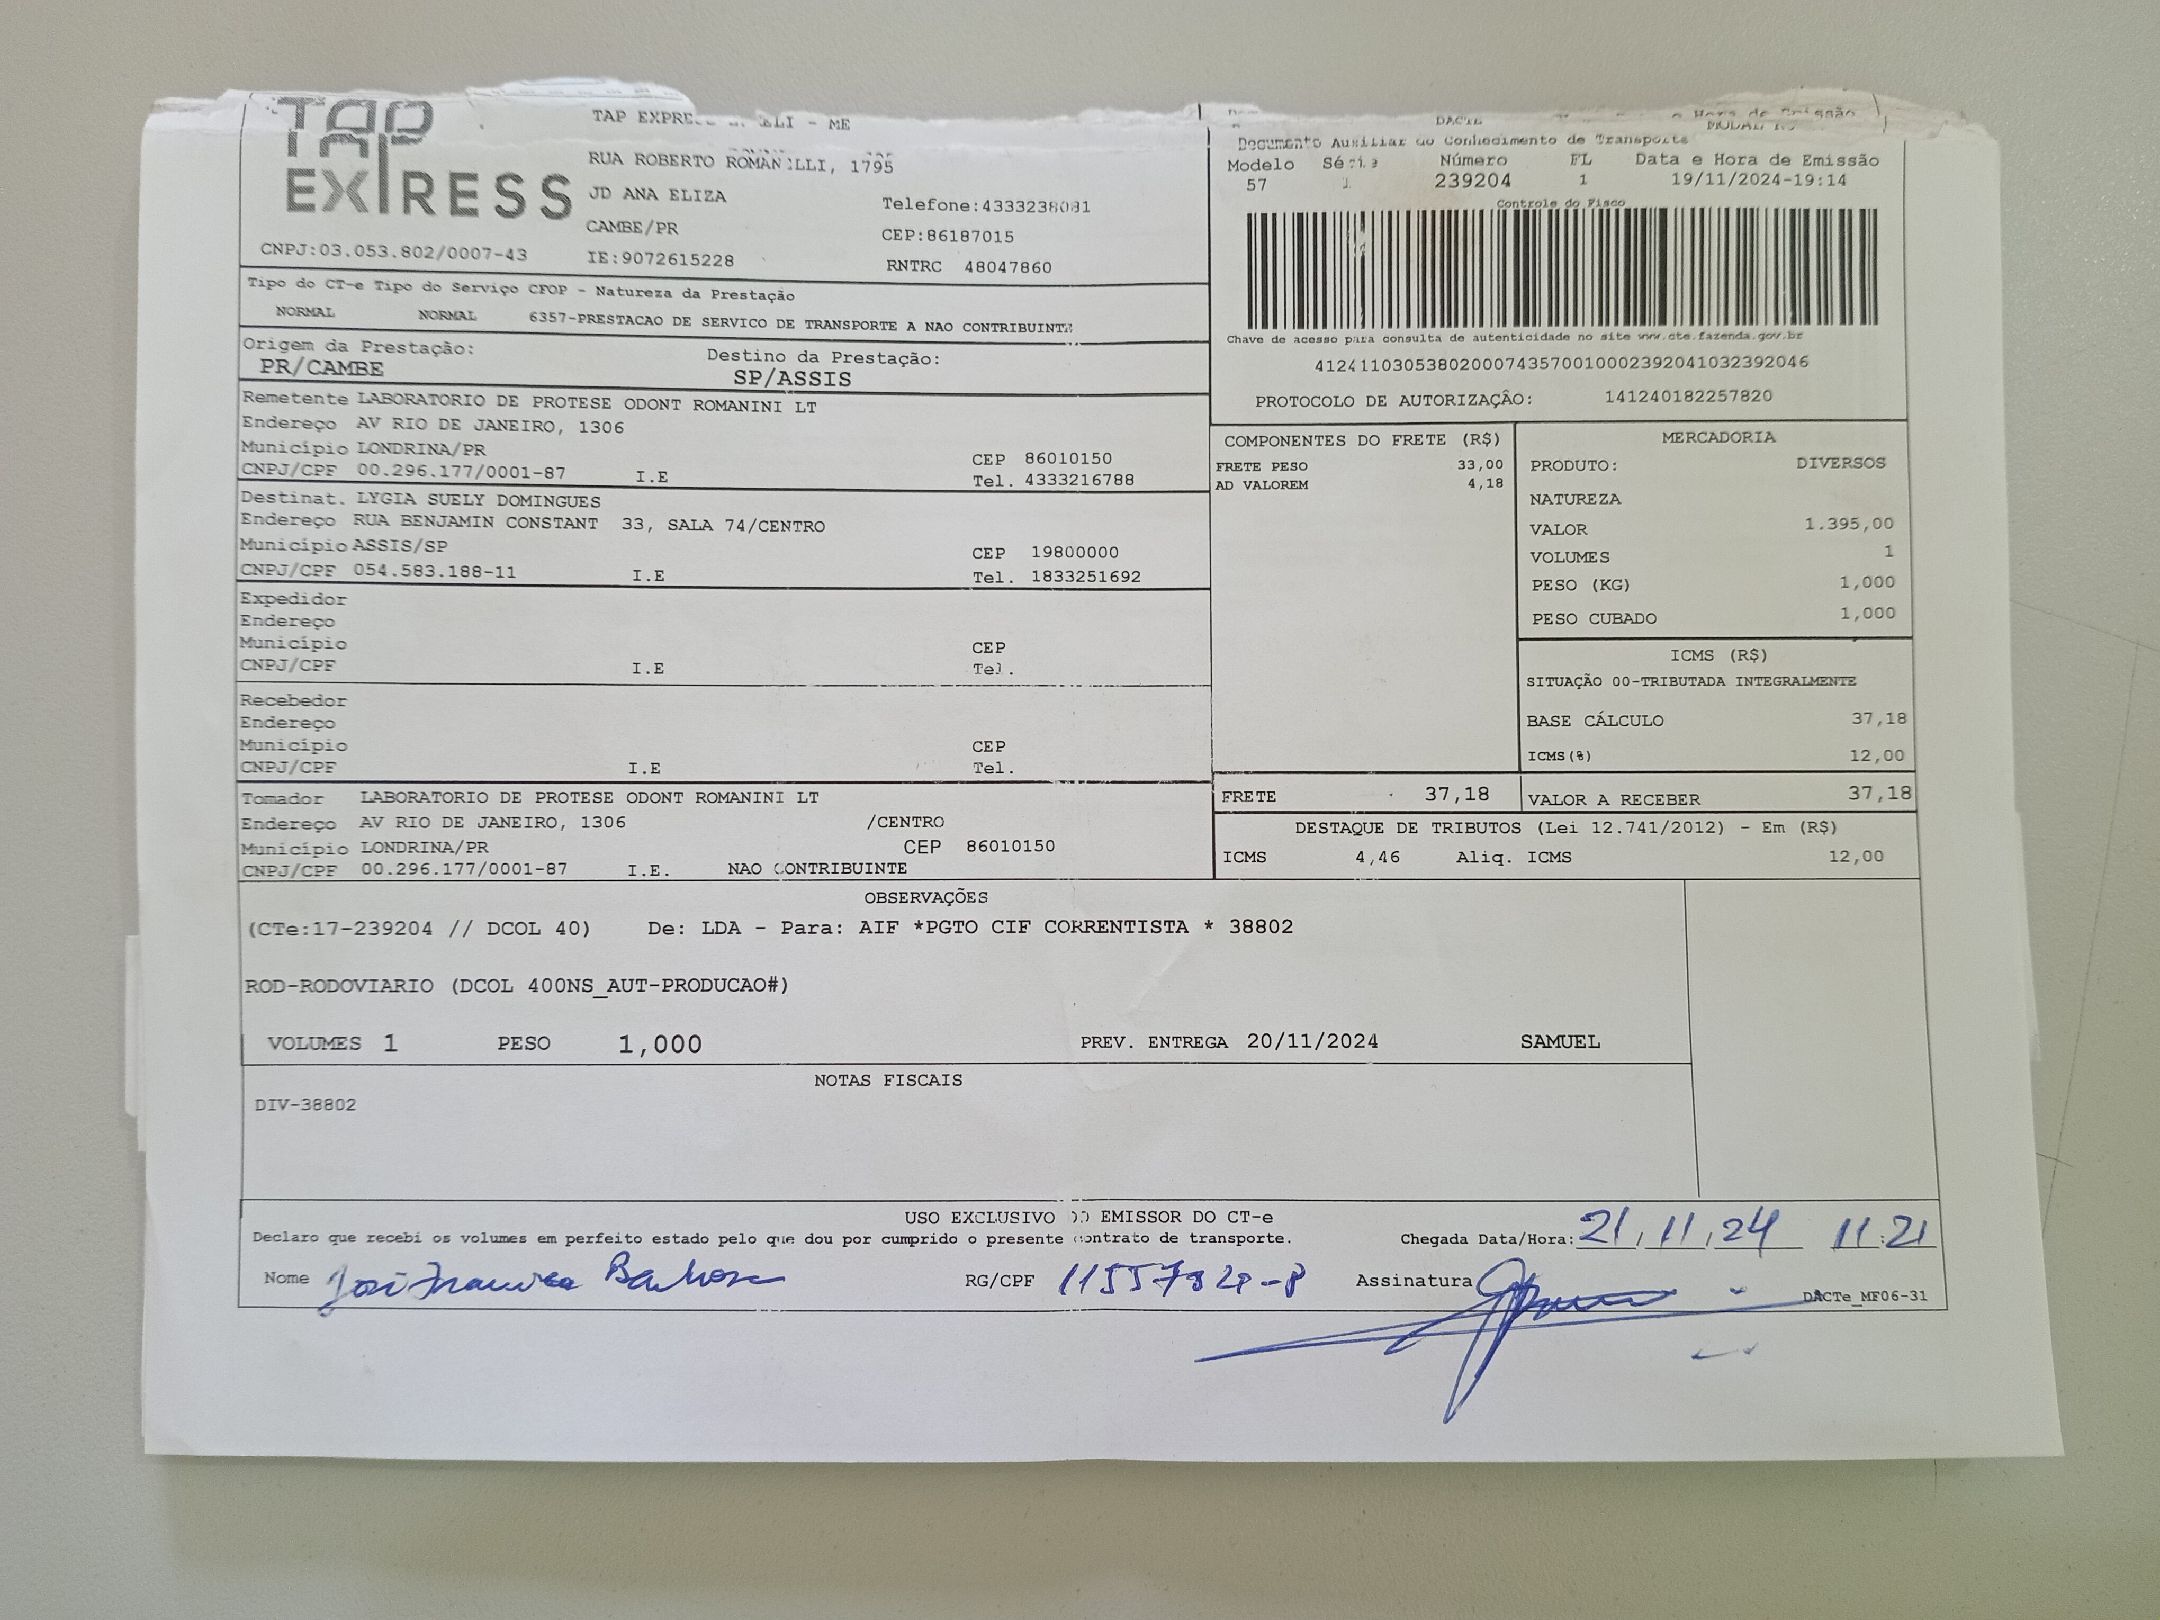 TAP
EXPRESS
TAP EXPRE ELI - ME
RUA ROBERTO ROMANILLI, 1795
JD ANA ELIZA
Telefone:4333238081
CAMBE/PR
CEP:86187015
CNPJ:03.053.802/0007-43
IE:9072615228
RNTRC 48047860
DACTE
Documento Auxiliar do Conhecimento de Transporte
Modelo Série Número FL Data e Hora de Emissão
57 1 239204 1 19/11/2024-19:14
Controle do Fisco
Chave de acesso para consulta de autenticidade no site www.cte.fazenda.gov.br
41241103053802000743570010002392041032392046
PROTOCOLO DE AUTORIZAÇÃO: 141240182257820
Tipo do CT-e Tipo do Serviço CFOP - Natureza da Prestação
NORMAL NORMAL 6357-PRESTACAO DE SERVICO DE TRANSPORTE A NAO CONTRIBUINTE
Origem da Prestação: Destino da Prestação:
PR/CAMBE SP/ASSIS
Remetente LABORATORIO DE PROTESE ODONT ROMANINI LT
Endereço AV RIO DE JANEIRO, 1306
Município LONDRINA/PR CEP 86010150
CNPJ/CPF 00.296.177/0001-87 I.E Tel. 4333216788
Destinat. LYGIA SUELY DOMINGUES
Endereço RUA BENJAMIN CONSTANT 33, SALA 74/CENTRO
Município ASSIS/SP CEP 19800000
CNPJ/CPF 054.583.188-11 I.E Tel. 1833251692
Expedidor
Endereço
Município CEP
CNPJ/CPF I.E Tel.
Recebedor
Endereço
Município CEP
CNPJ/CPF I.E Tel.
Tomador LABORATORIO DE PROTESE ODONT ROMANINI LT
Endereço AV RIO DE JANEIRO, 1306 /CENTRO
Município LONDRINA/PR CEP 86010150
CNPJ/CPF 00.296.177/0001-87 I.E. NAO CONTRIBUINTE
COMPONENTES DO FRETE (R$)
FRETE PESO 33,00
AD VALOREM 4,18
MERCADORIA
PRODUTO: DIVERSOS
NATUREZA
VALOR 1.395,00
VOLUMES 1
PESO (KG) 1,000
PESO CUBADO 1,000
ICMS (R$)
SITUAÇÃO 00-TRIBUTADA INTEGRALMENTE
BASE CÁLCULO 37,18
ICMS(%) 12,00
FRETE 37,18 VALOR A RECEBER 37,18
DESTAQUE DE TRIBUTOS (Lei 12.741/2012) - Em (R$)
ICMS 4,46 Aliq. ICMS 12,00
OBSERVAÇÕES
(CTe:17-239204 // DCOL 40) De: LDA - Para: AIF *PGTO CIF CORRENTISTA * 38802
ROD-RODOVIARIO (DCOL 400NS_AUT-PRODUCAO#)
VOLUMES 1 PESO 1,000 PREV. ENTREGA 20/11/2024 SAMUEL
NOTAS FISCAIS
DIV-38802
USO EXCLUSIVO DO EMISSOR DO CT-e
Declaro que recebi os volumes em perfeito estado pelo que dou por cumprido o presente contrato de transporte. Chegada Data/Hora: 21,11,24 11:21
Nome José Barbosa RG/CPF Assinatura
DACTe_MF06-31